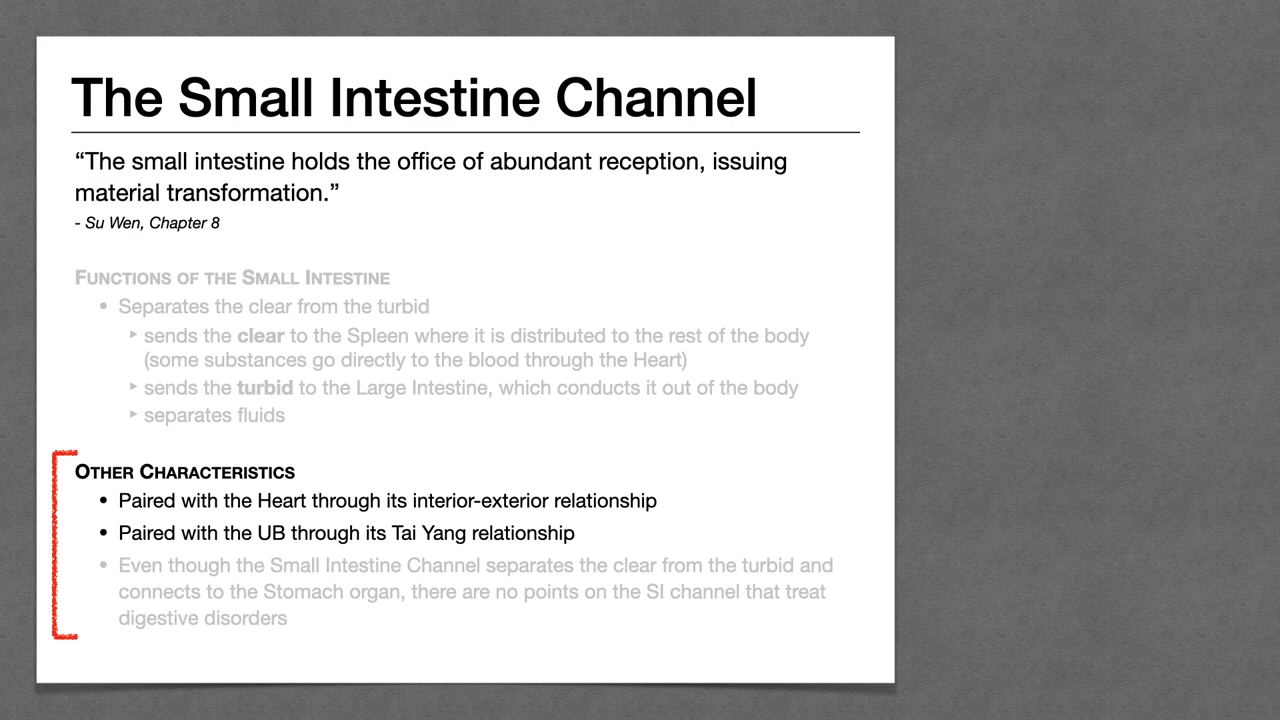 The Small Intestine Channel
“The small intestine holds the office of abundant reception, issuing
material transformation.”
- Su Wen, Chapter 8
FUNCTIONS OF THE SMALL INTESTINE
• Separates the clear from the turbid
‣ sends the clear to the Spleen where it is distributed to the rest of the body
(some substances go directly to the blood through the Heart)
‣ sends the turbid to the Large Intestine, which conducts it out of the body
‣ separates fluids
OTHER CHARACTERISTICS
• Paired with the Heart through its interior-exterior relationship
• Paired with the UB through its Tai Yang relationship
• Even though the Small Intestine Channel separates the clear from the turbid and
connects to the Stomach organ, there are no points on the SI channel that treat
digestive disorders